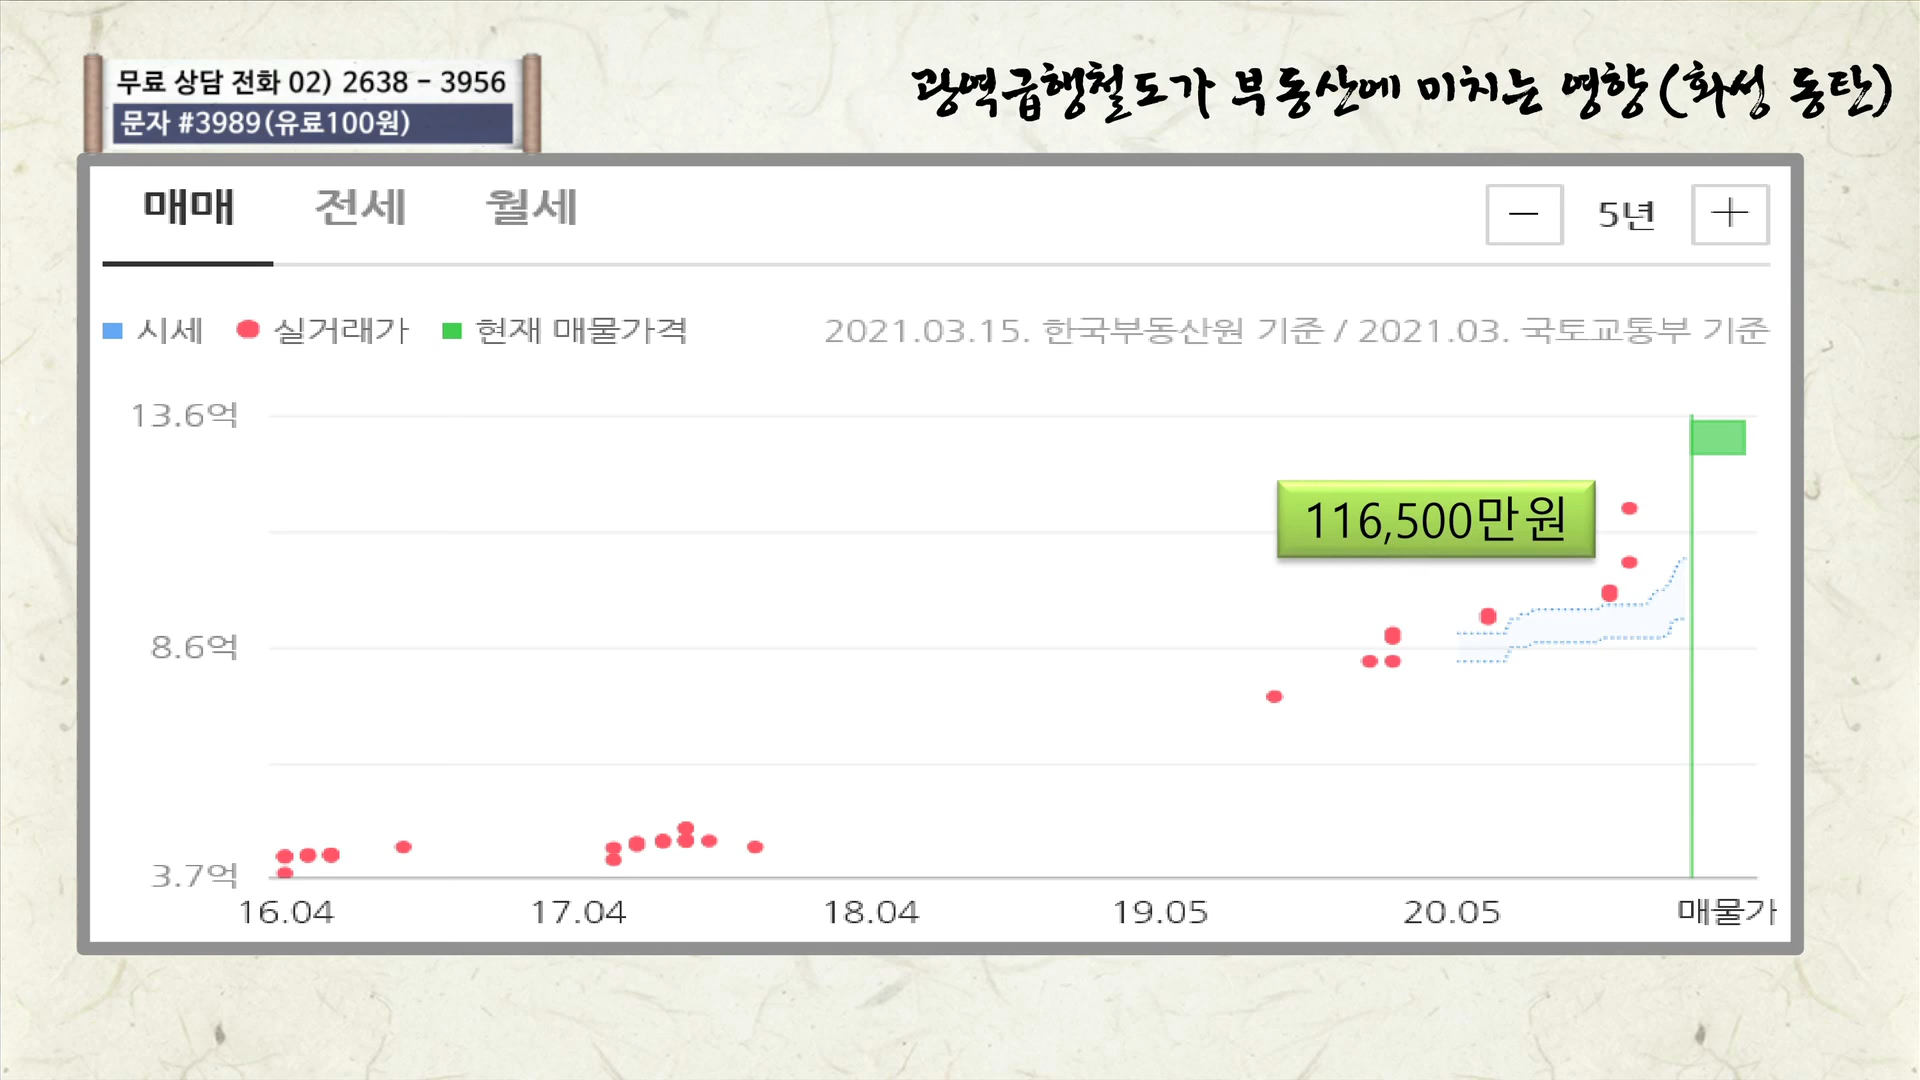 무료 상담 전화 02) 2638 - 3956
문자 #3989(유료100원)
광역급행철도가 부동산에 미치는 영향(화성 동탄)
매매 전세 월세
5년
시세 실거래가 현재 매물가격
2021.03.15. 한국부동산원 기준 / 2021.03. 국토교통부 기준
13.6억
116,500만원
8.6억
3.7억
16.04 17.04 18.04 19.05 20.05 매물가